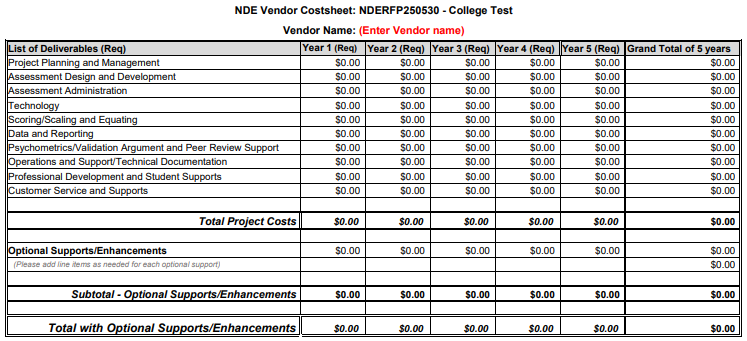 NDE Vendor Costsheet: NDERFP250530 - College Test
Vendor Name: (Enter Vendor name)
List of Deliverables (Req) Year 1 (Req) Year 2 (Req) Year 3 (Req) Year 4 (Req) Year 5 (Req) Grand Total of 5 years
Project Planning and Management $0.00 $0.00 $0.00 $0.00 $0.00 $0.00
Assessment Design and Development $0.00 $0.00 $0.00 $0.00 $0.00 $0.00
Assessment Administration $0.00 $0.00 $0.00 $0.00 $0.00 $0.00
Technology $0.00 $0.00 $0.00 $0.00 $0.00 $0.00
Scoring/Scaling and Equating $0.00 $0.00 $0.00 $0.00 $0.00 $0.00
Data and Reporting $0.00 $0.00 $0.00 $0.00 $0.00 $0.00
Psychometrics/Validation Argument and Peer Review Support $0.00 $0.00 $0.00 $0.00 $0.00 $0.00
Operations and Support/Technical Documentation $0.00 $0.00 $0.00 $0.00 $0.00 $0.00
Professional Development and Student Supports $0.00 $0.00 $0.00 $0.00 $0.00 $0.00
Customer Service and Supports $0.00 $0.00 $0.00 $0.00 $0.00 $0.00
Total Project Costs $0.00 $0.00 $0.00 $0.00 $0.00 $0.00
Optional Supports/Enhancements $0.00 $0.00 $0.00 $0.00 $0.00 $0.00
(Please add line items as needed for each optional support) $0.00
Subtotal - Optional Supports/Enhancements $0.00 $0.00 $0.00 $0.00 $0.00 $0.00
Total with Optional Supports/Enhancements $0.00 $0.00 $0.00 $0.00 $0.00 $0.00